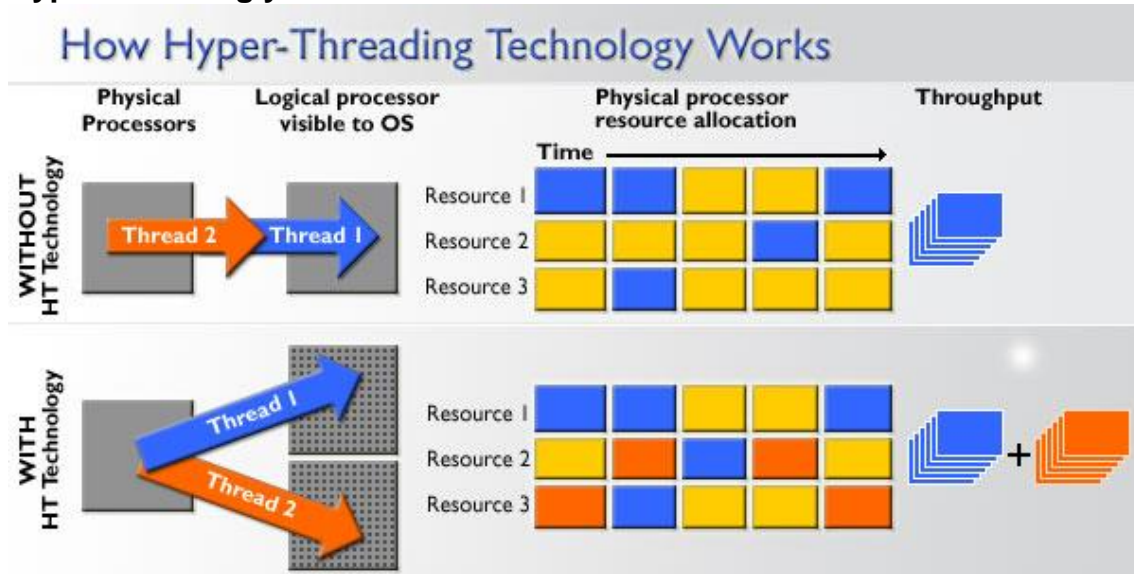 How Hyper-Threading Technology Works
Physical
Processors
Logical processor
visible to OS
Physical processor
resource allocation
Throughput
Time
WITHOUT
HT Technology
Thread 2
Thread 1
Resource 1
Resource 2
Resource 3
WITH
HT Technology
Thread 1
Thread 2
Resource 1
Resource 2
Resource 3
+